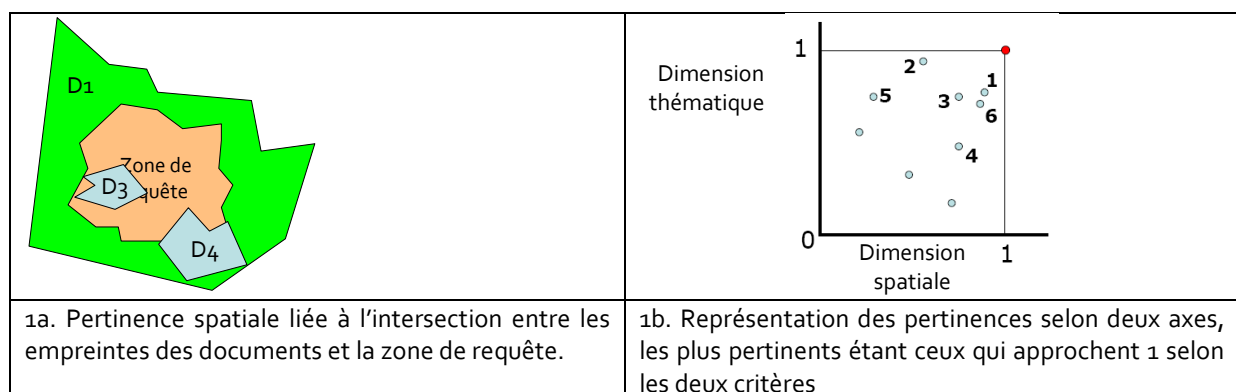 D1
Zone de
D3 quête
D4
1
Dimension
thématique
2
5
3
1
6
4
0
Dimension
spatiale
1
1a. Pertinence spatiale liée à l'intersection entre les
empreintes des documents et la zone de requête.
1b. Représentation des pertinences selon deux axes,
les plus pertinents étant ceux qui approchent 1 selon
les deux critères